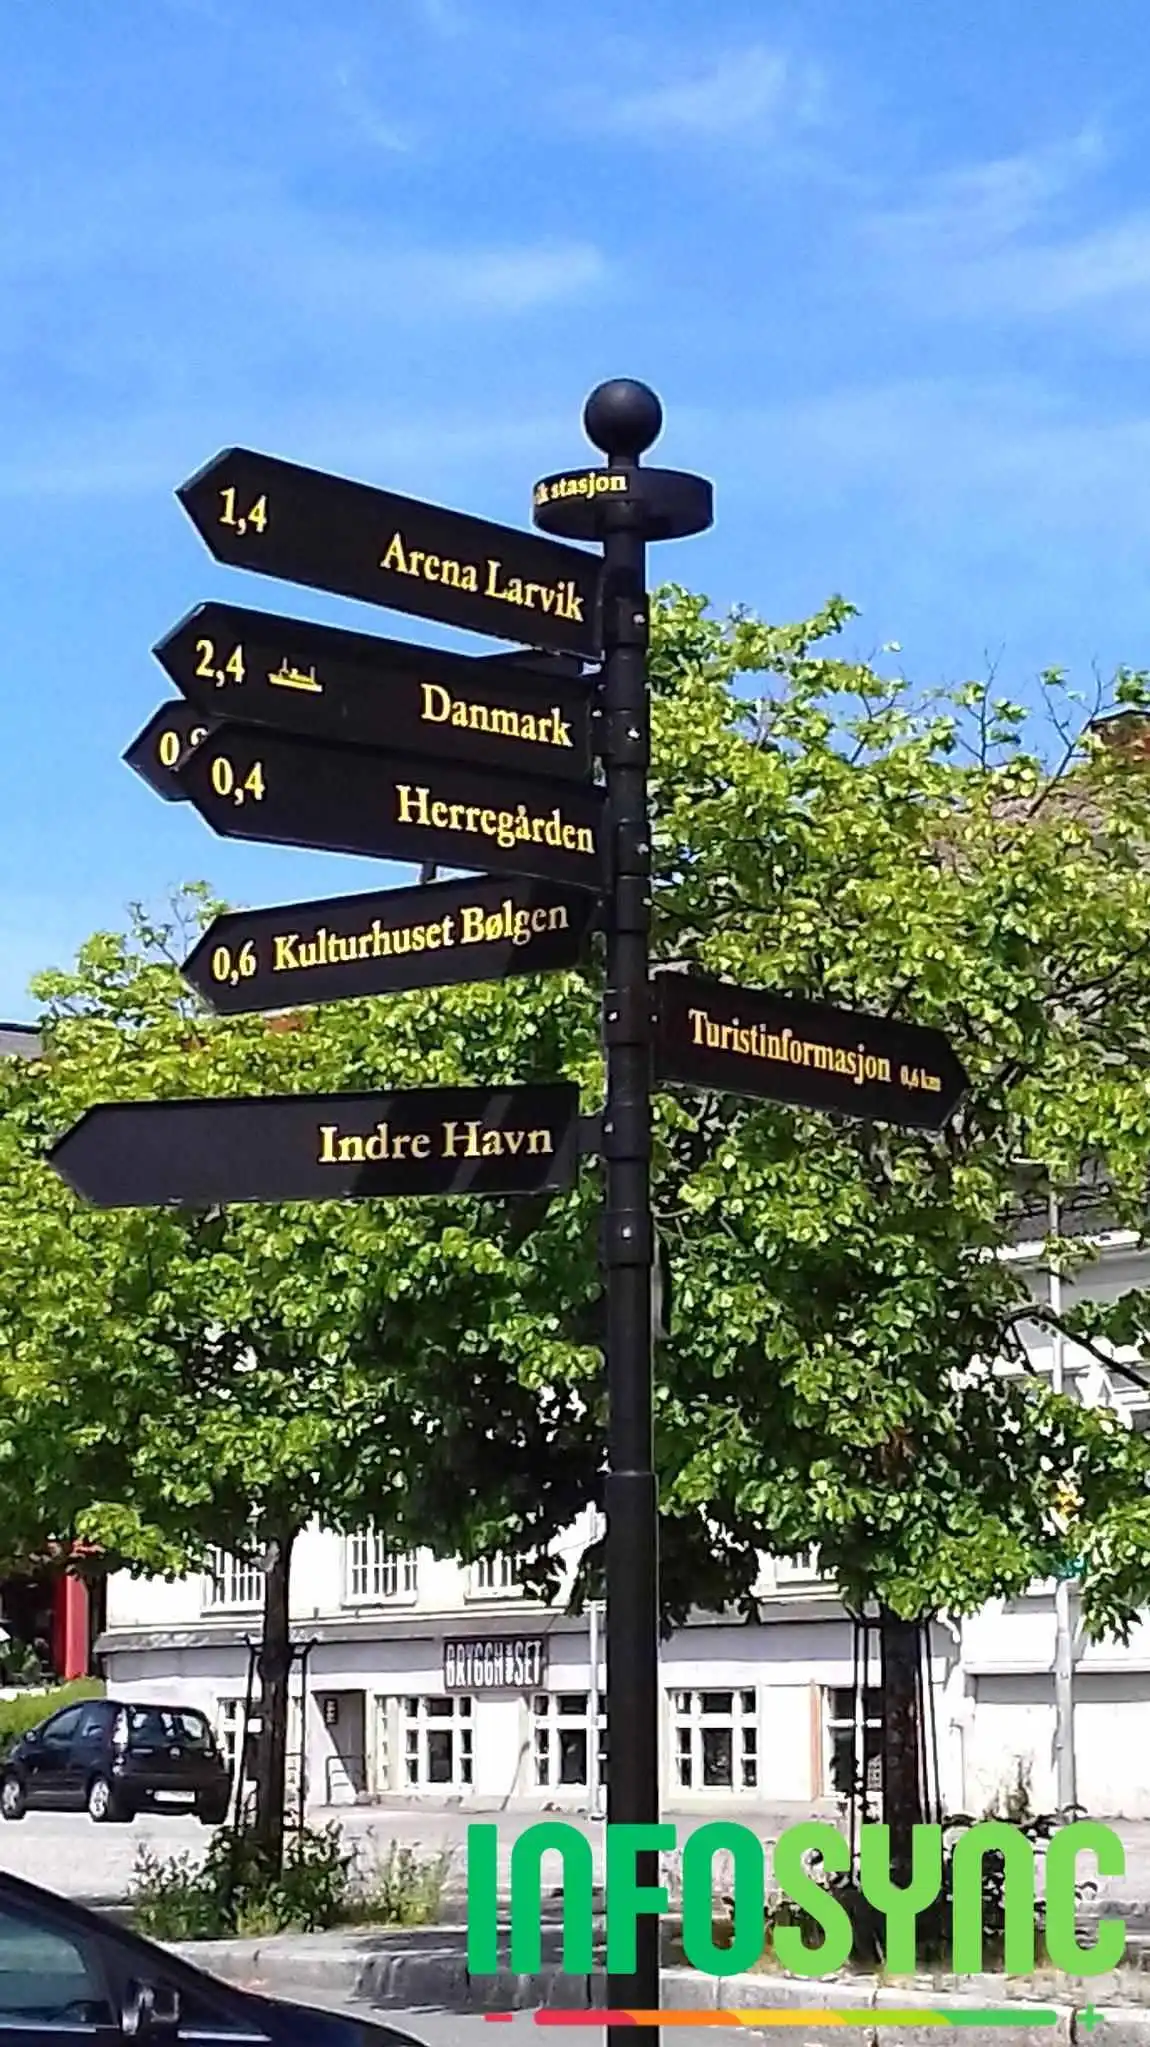 stasjon
1,4 Arena Larvik
2,4 Danmark
0,4 Herregården
0,6 Kulturhuset Bølgen
Turistinformasjon 0,6 km
Indre Havn
INFOSYNC
- +